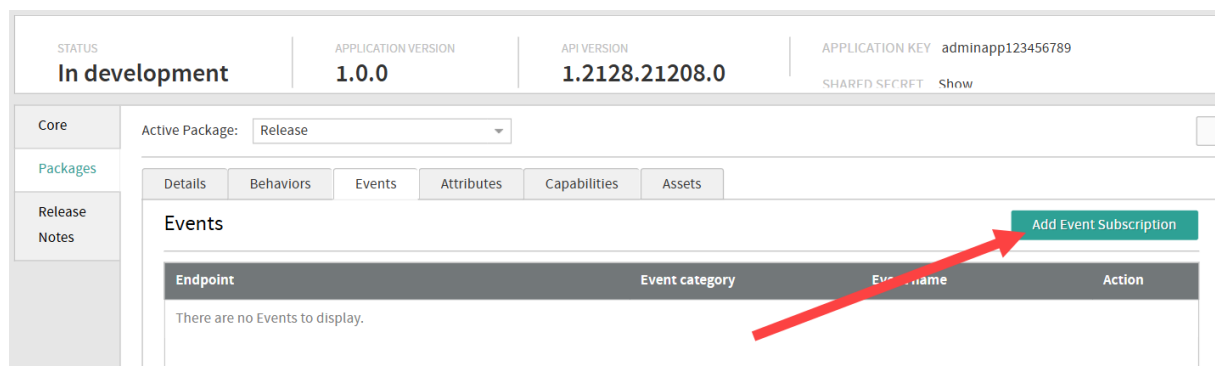 STATUS
In development
APPLICATION VERSION
1.0.0
API VERSION
1.2128.21208.0
APPLICATION KEY adminapp123456789
SHARED SECRET Show
Core
Packages
Release
Notes
Active Package: Release
Details Behaviors Events Attributes Capabilities Assets
Events
Add Event Subscription
Endpoint Event category Event name Action
There are no Events to display.